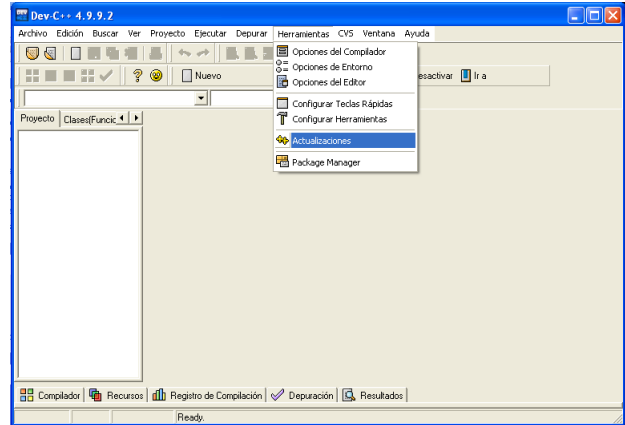 Dev-C++ 4.9.9.2
Archivo Edición Buscar Ver Proyecto Ejecutar Depurar Herramientas CVS Ventana Ayuda
Opciones del Compilador
Opciones de Entorno
Nuevo esactivar Ir a
Opciones del Editor
Configurar Teclas Rápidas
Proyecto Clases(Funcic
Configurar Herramientas
Actualizaciones
Package Manager
Compilador Recursos Registro de Compilación Depuración Resultados
Ready.